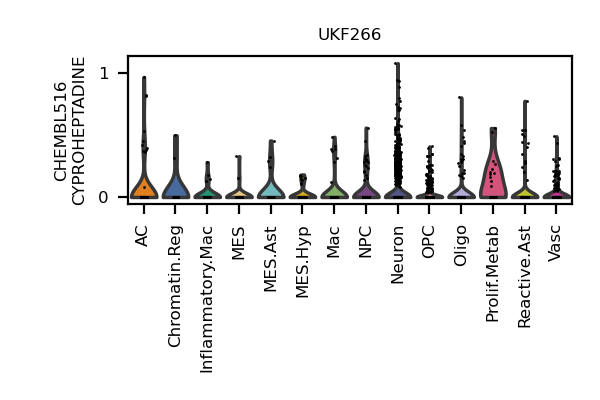 UKF266
CHEMBL516
CYPROHEPTADINE
1
0
AC
Chromatin.Reg
Inflammatory.Mac
MES
MES.Ast
MES.Hyp
Mac
NPC
Neuron
OPC
Oligo
Prolif.Metab
Reactive.Ast
Vasc